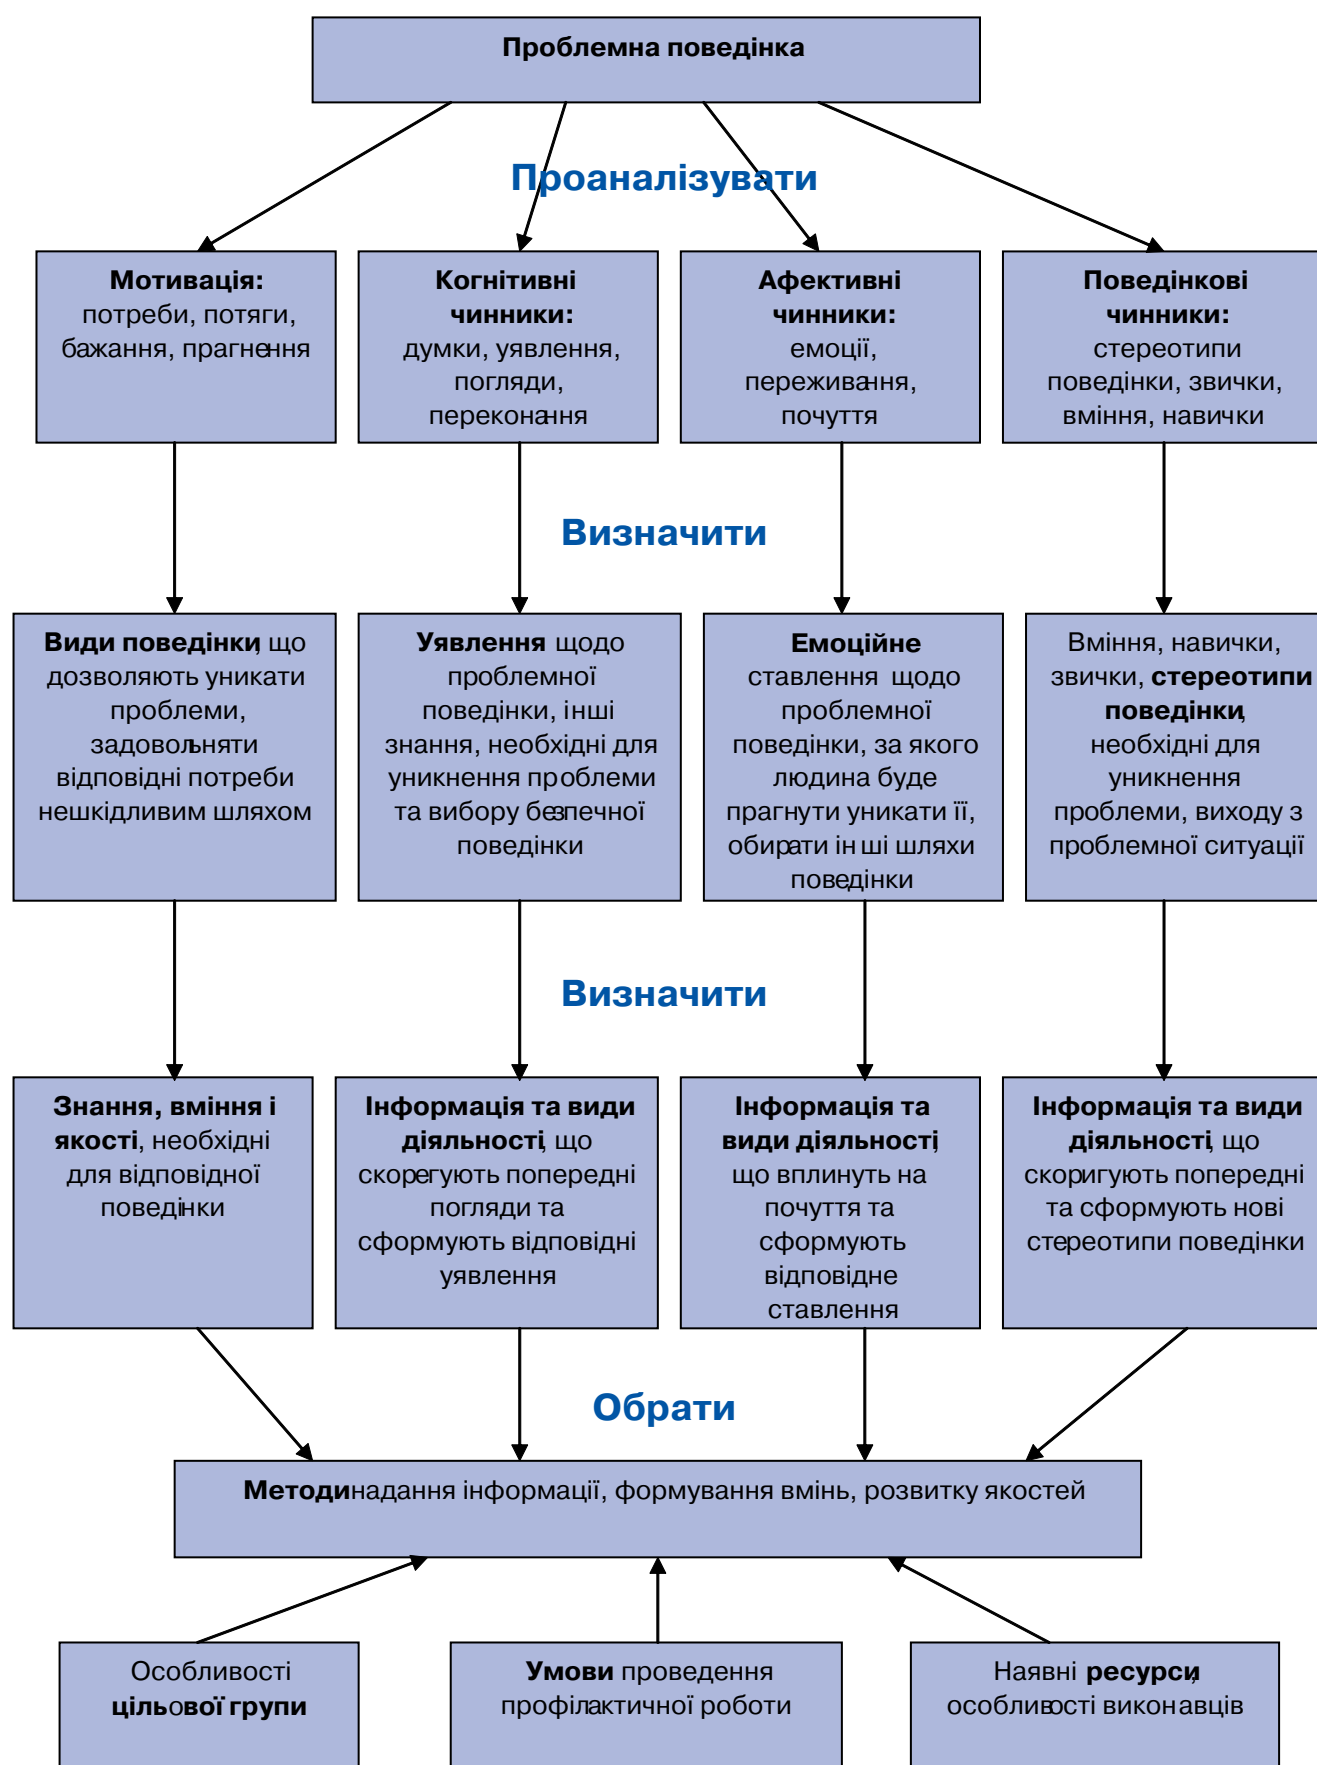 Проблемна поведінка
Проаналізувати
Мотивація:
потреби, потяги,
бажання, прагнення
Когнітивні
чинники:
думки, уявлення,
погляди,
переконання
Афективні
чинники:
емоції,
переживання,
почуття
Поведінкові
чинники:
стереотипи
поведінки, звички,
вміння, навички
Визначити
Види поведінки, що
дозволяють уникати
проблеми,
задовольняти
відповідні потреби
нешкідливим шляхом
Уявлення щодо
проблемної
поведінки, інші
знання, необхідні для
уникнення проблеми
та вибору безпечної
поведінки
Емоційне
ставлення щодо
проблемної
поведінки, за якого
людина буде
прагнути уникати її,
обирати інші шляхи
поведінки
Вміння, навички,
звички, стереотипи
поведінки,
необхідні для
уникнення
проблеми, виходу з
проблемної ситуації
Визначити
Знання, вміння і
якості, необхідні
для відповідної
поведінки
Інформація та види
діяльності, що
скорегують попередні
погляди та
сформують відповідні
уявлення
Інформація та
види діяльності,
що вплинуть на
почуття та
сформують
відповідне
ставлення
Інформація та види
діяльності, що
скоригують попередні
та сформують нові
стереотипи поведінки
Обрати
Методи надання інформації, формування вмінь, розвитку якостей
Особливості
цільової групи
Умови проведення
профілактичної роботи
Наявні ресурси,
особливості виконавців